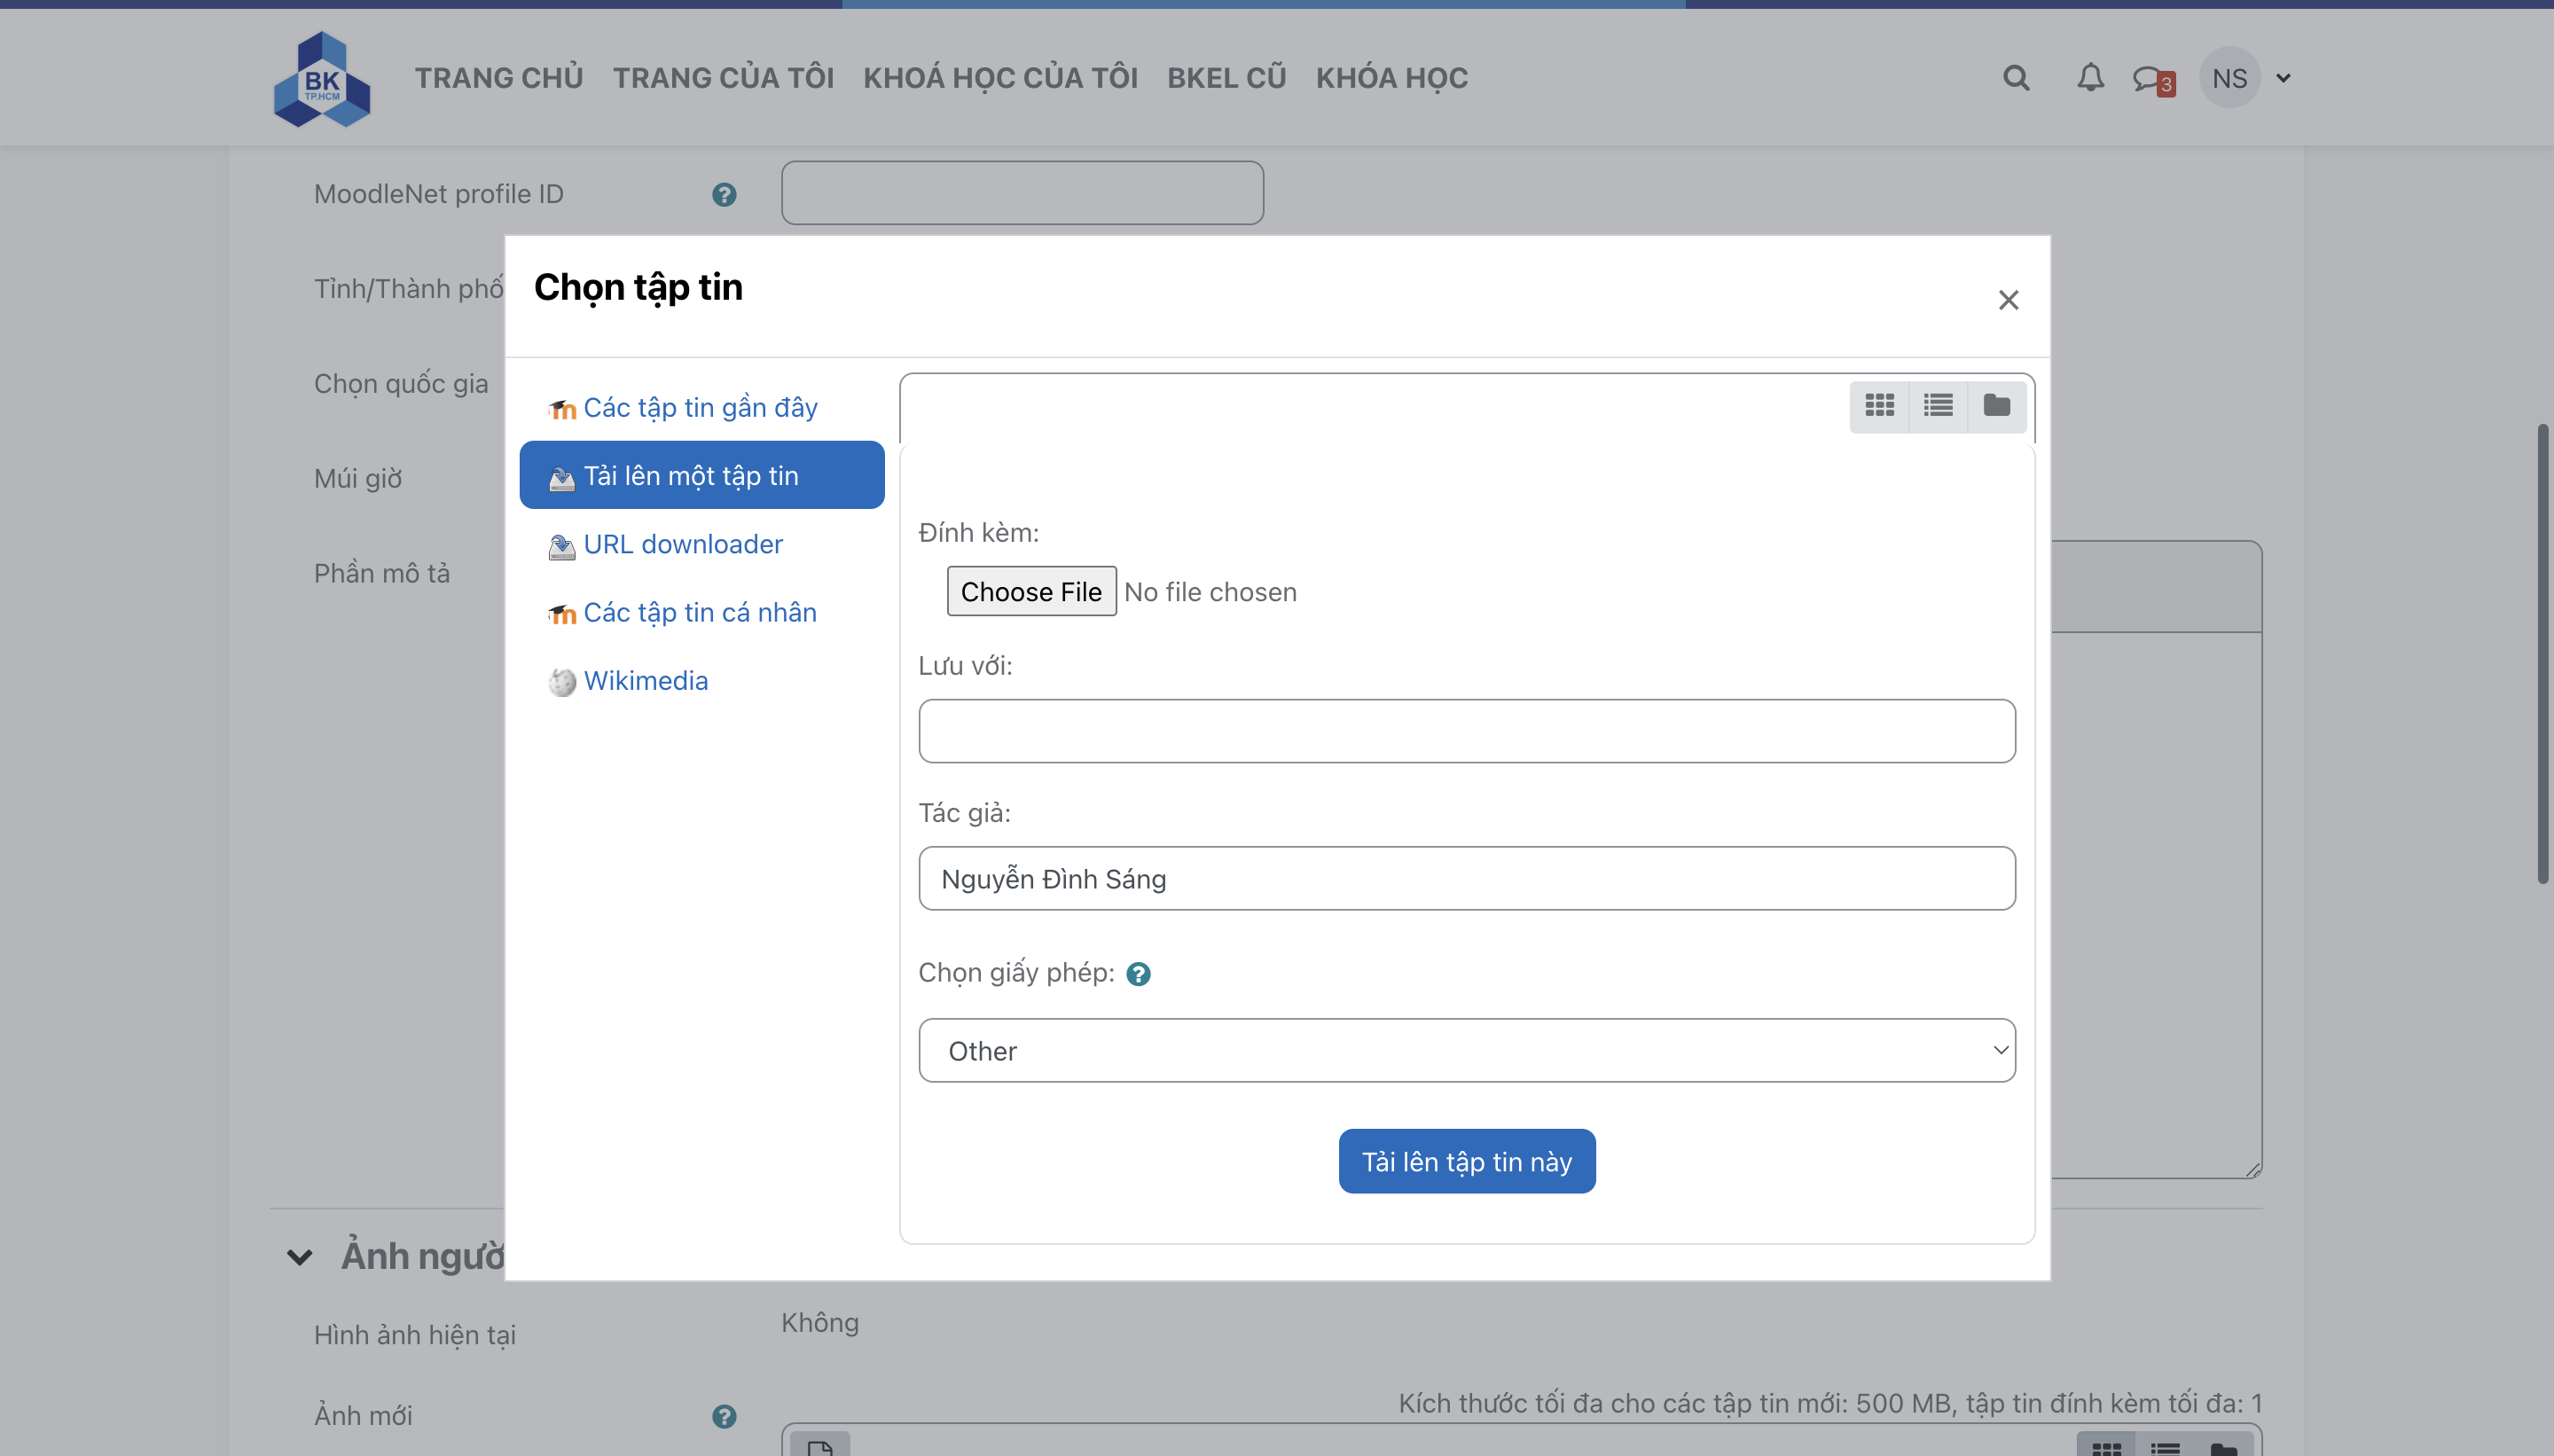 BK
TP.HCM
TRANG CHỦ TRANG CỦA TÔI KHOÁ HỌC CỦA TÔI BKEL CŨ KHÓA HỌC
3
NS
MoodleNet profile ID
Tỉnh/Thành phố
Chọn quốc gia
Múi giờ
Phần mô tả
Chọn tập tin
Các tập tin gần đây
Tải lên một tập tin
URL downloader
Các tập tin cá nhân
Wikimedia
Đính kèm:
Choose File No file chosen
Lưu với:
Tác giả:
Nguyễn Đình Sáng
Chọn giấy phép:
Other
Tải lên tập tin này
Ảnh ngườ
Hình ảnh hiện tại
Không
Kích thước tối đa cho các tập tin mới: 500 MB, tập tin đính kèm tối đa: 1
Ảnh mới